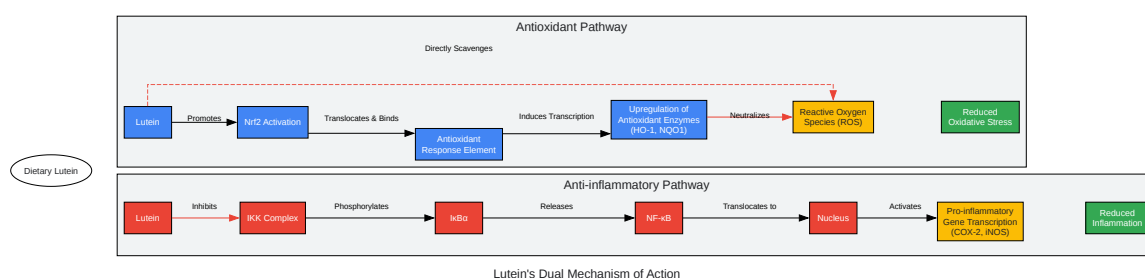 Antioxidant Pathway
Directly Scavenges
Lutein
Promotes
Nrf2 Activation
Translocates & Binds
Antioxidant
Response Element
Induces Transcription
Upregulation of
Antioxidant Enzymes
(HO-1, NQO1)
Neutralizes
Reactive Oxygen
Species (ROS)
Reduced
Oxidative Stress
Dietary Lutein
Anti-inflammatory Pathway
Lutein
Inhibits
IKK Complex
Phosphorylates
IκBα
Releases
NF-κB
Translocates to
Nucleus
Activates
Pro-inflammatory
Gene Transcription
(COX-2, iNOS)
Reduced
Inflammation
Lutein's Dual Mechanism of Action